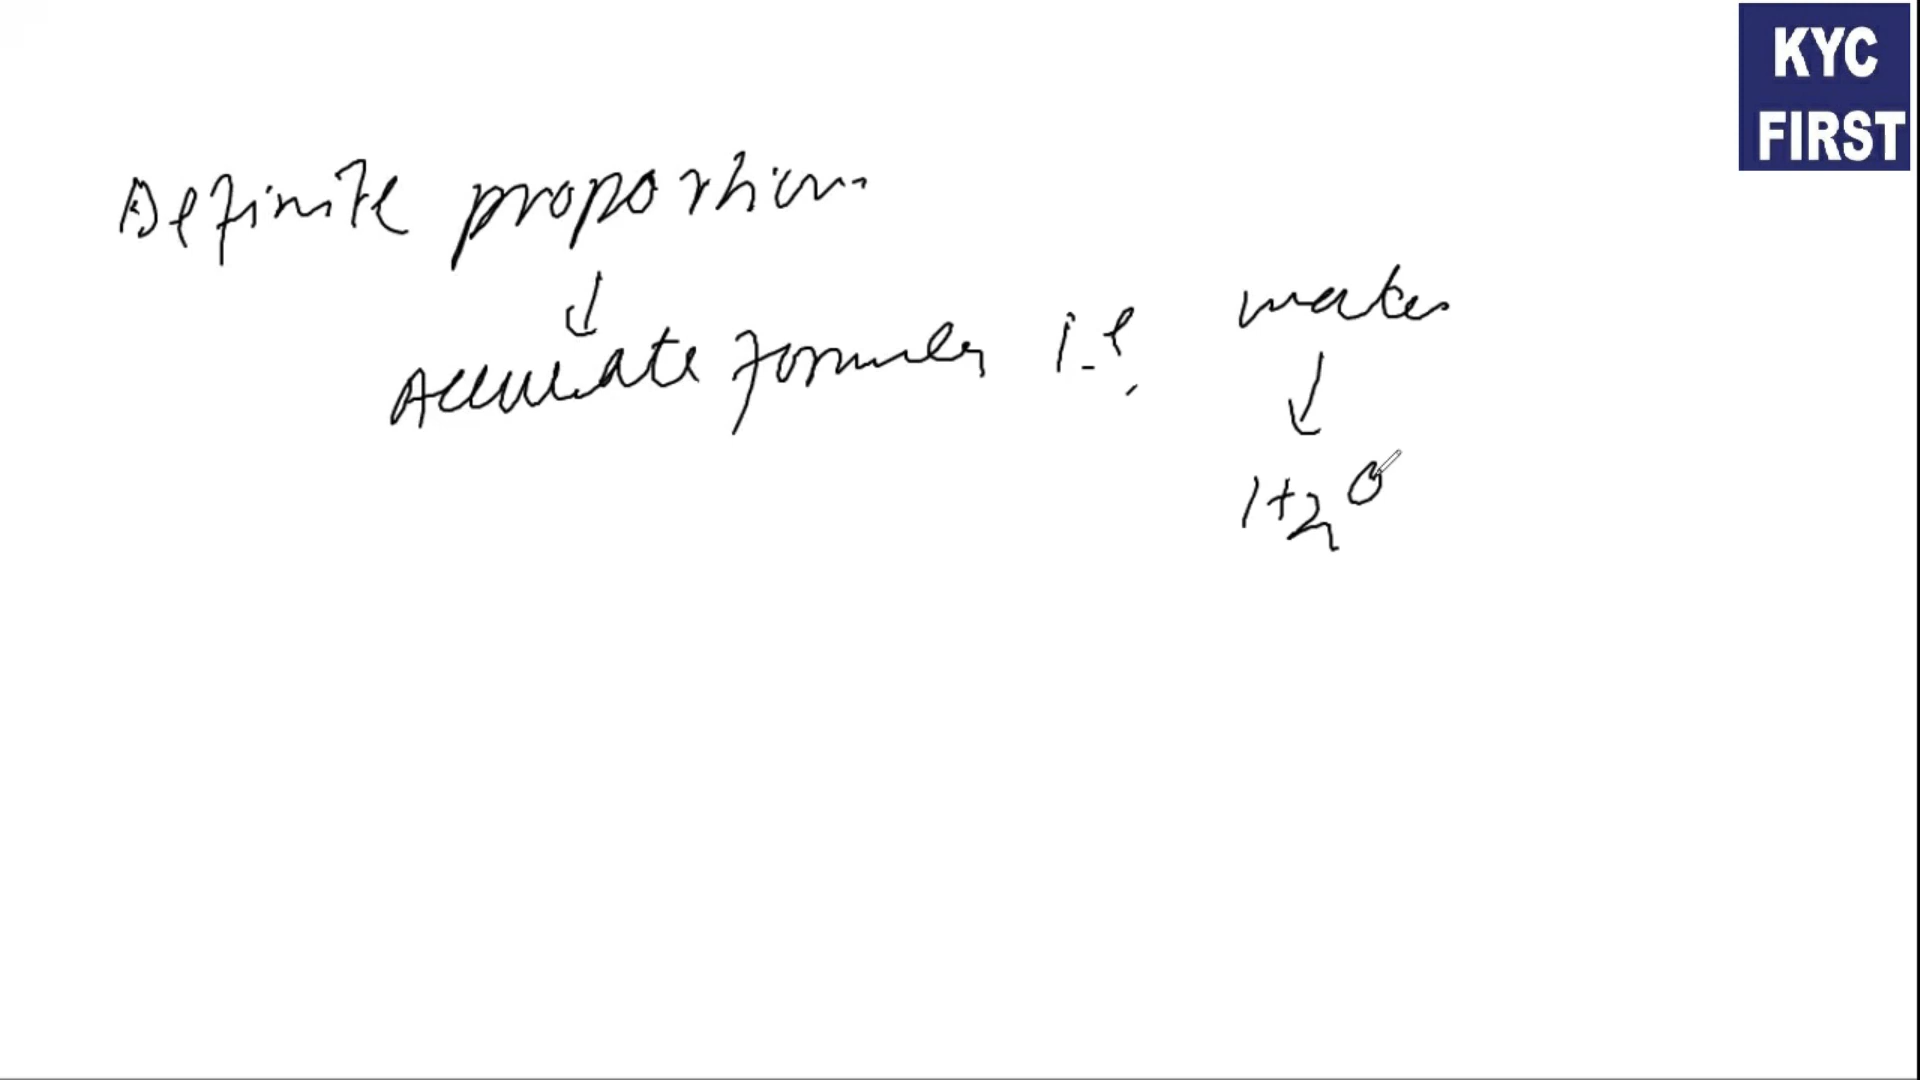 KYC
FIRST
Definite proportion
↓
Accurate formula i.e,
water
↓
H2O